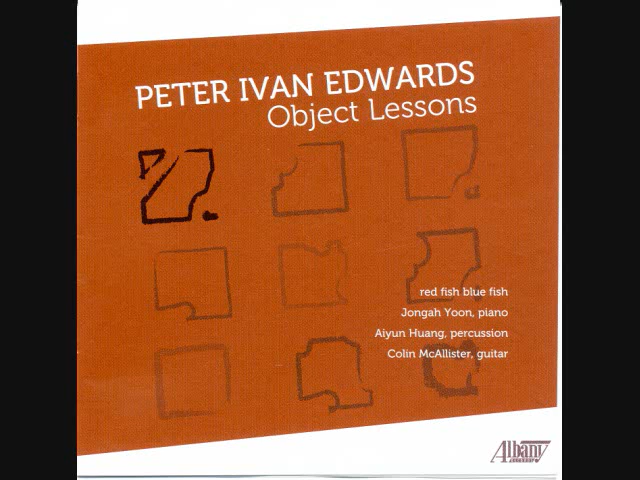 PETER IVAN EDWARDS
Object Lessons
red fish blue fish
Jongah Yoon, piano
Aiyun Huang, percussion
Colin McAllister, guitar
Albany